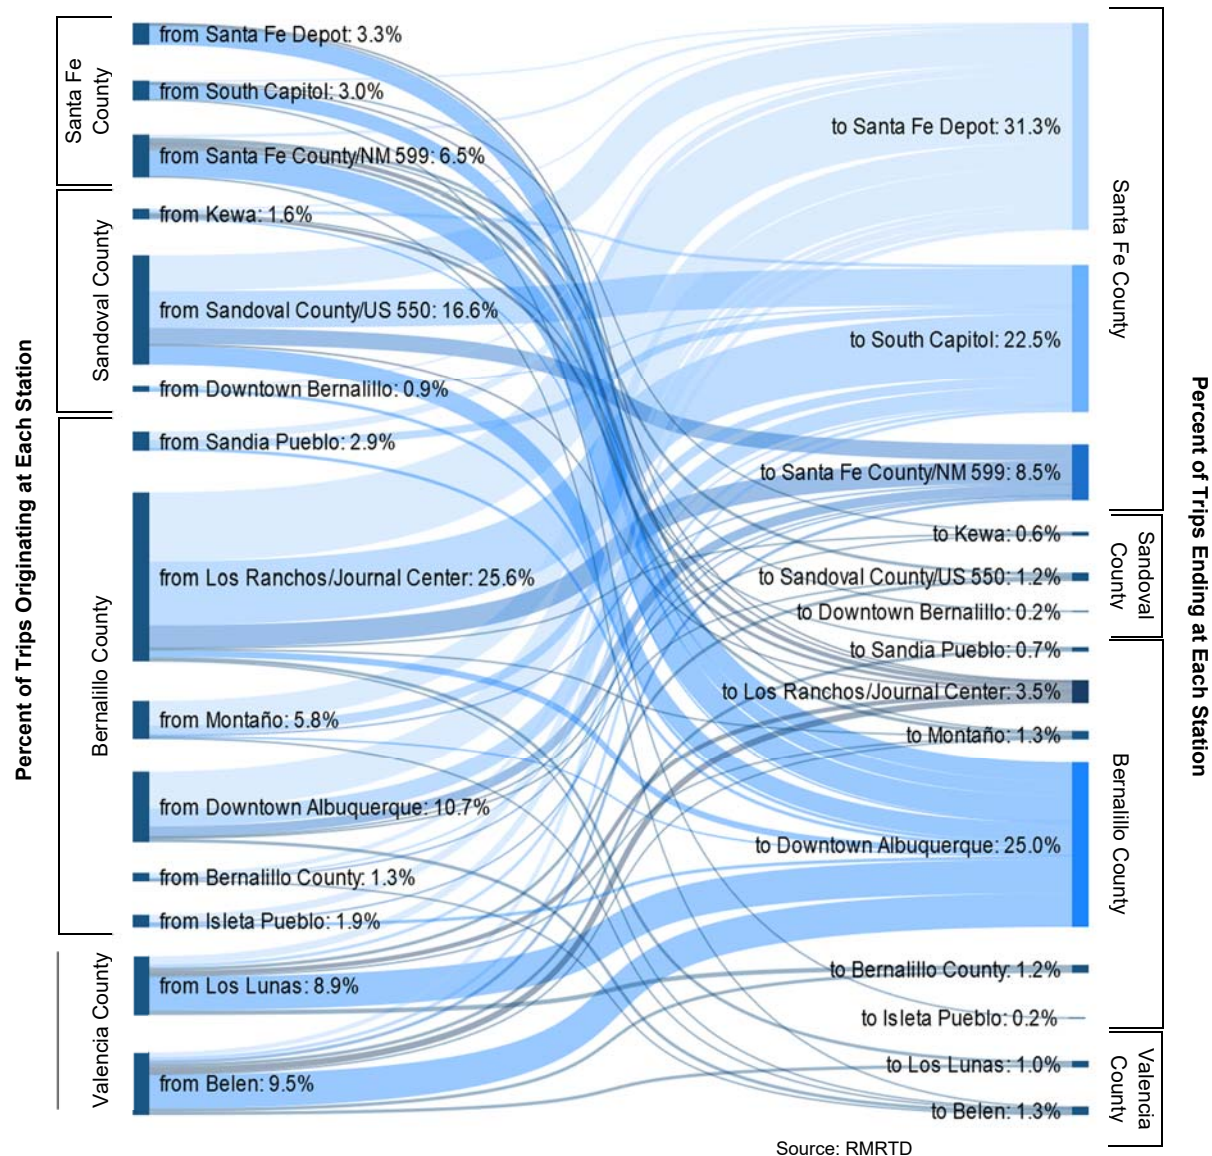 Percent of Trips Originating at Each Station
Santa Fe
County
from Santa Fe Depot: 3.3%
from South Capitol: 3.0%
from Santa Fe County/NM 599: 6.5%
Sandoval County
from Kewa: 1.6%
from Sandoval County/US 550: 16.6%
from Downtown Bernalillo: 0.9%
Bernalillo County
from Sandia Pueblo: 2.9%
from Los Ranchos/Journal Center: 25.6%
from Montaño: 5.8%
from Downtown Albuquerque: 10.7%
from Bernalillo County: 1.3%
from Isleta Pueblo: 1.9%
Valencia County
from Los Lunas: 8.9%
from Belen: 9.5%
to Santa Fe Depot: 31.3%
to South Capitol: 22.5%
to Santa Fe County/NM 599: 8.5%
Santa Fe County
to Kewa: 0.6%
to Sandoval County/US 550: 1.2%
to Downtown Bernalillo: 0.2%
Sandoval
County
to Sandia Pueblo: 0.7%
to Los Ranchos/Journal Center: 3.5%
to Montaño: 1.3%
to Downtown Albuquerque: 25.0%
to Bernalillo County: 1.2%
to Isleta Pueblo: 0.2%
Bernalillo County
to Los Lunas: 1.0%
to Belen: 1.3%
Valencia
County
Percent of Trips Ending at Each Station
Source: RMRTD